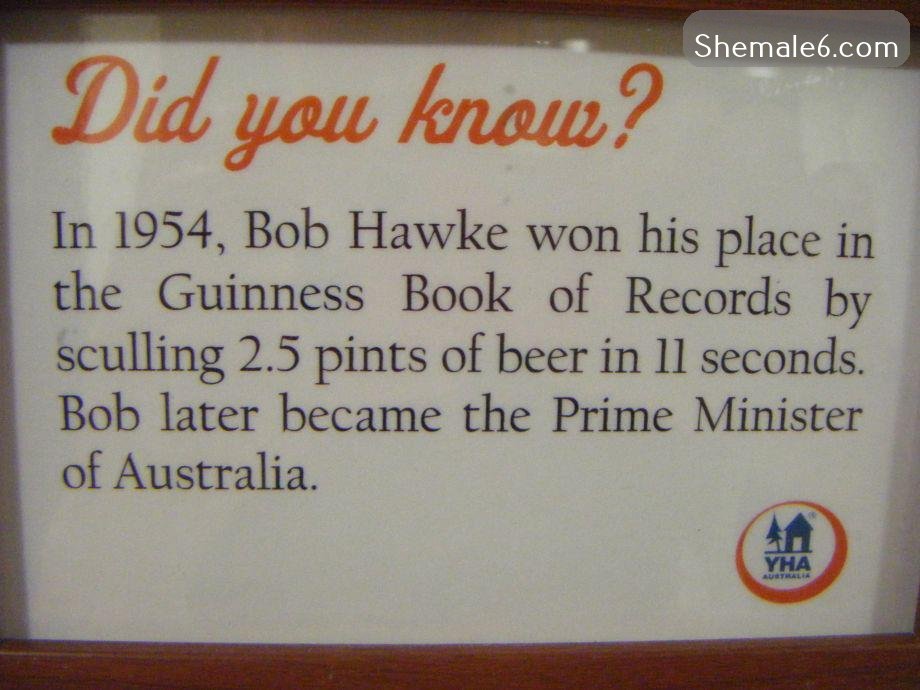 Shemale6.com
Did you know?
In 1954, Bob Hawke won his place in
the Guinness Book of Records by
sculling 2.5 pints of beer in 11 seconds.
Bob later became the Prime Minister
of Australia.
®
YHA
AUSTRALIA